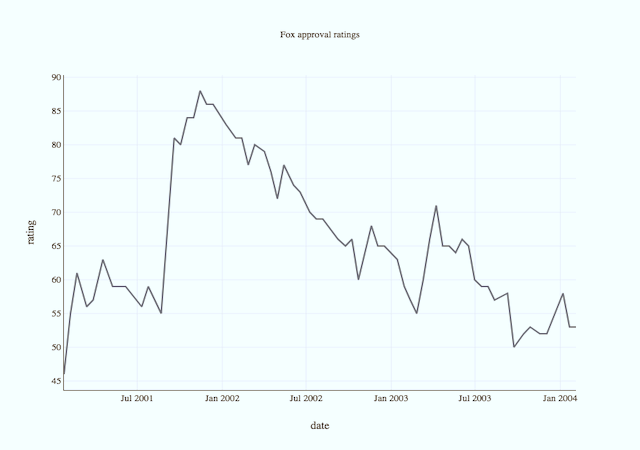 Fox approval ratings
90
85
80
75
70
65
60
55
50
45
rating
Jul 2001
Jan 2002
Jul 2002
Jan 2003
Jul 2003
Jan 2004
date